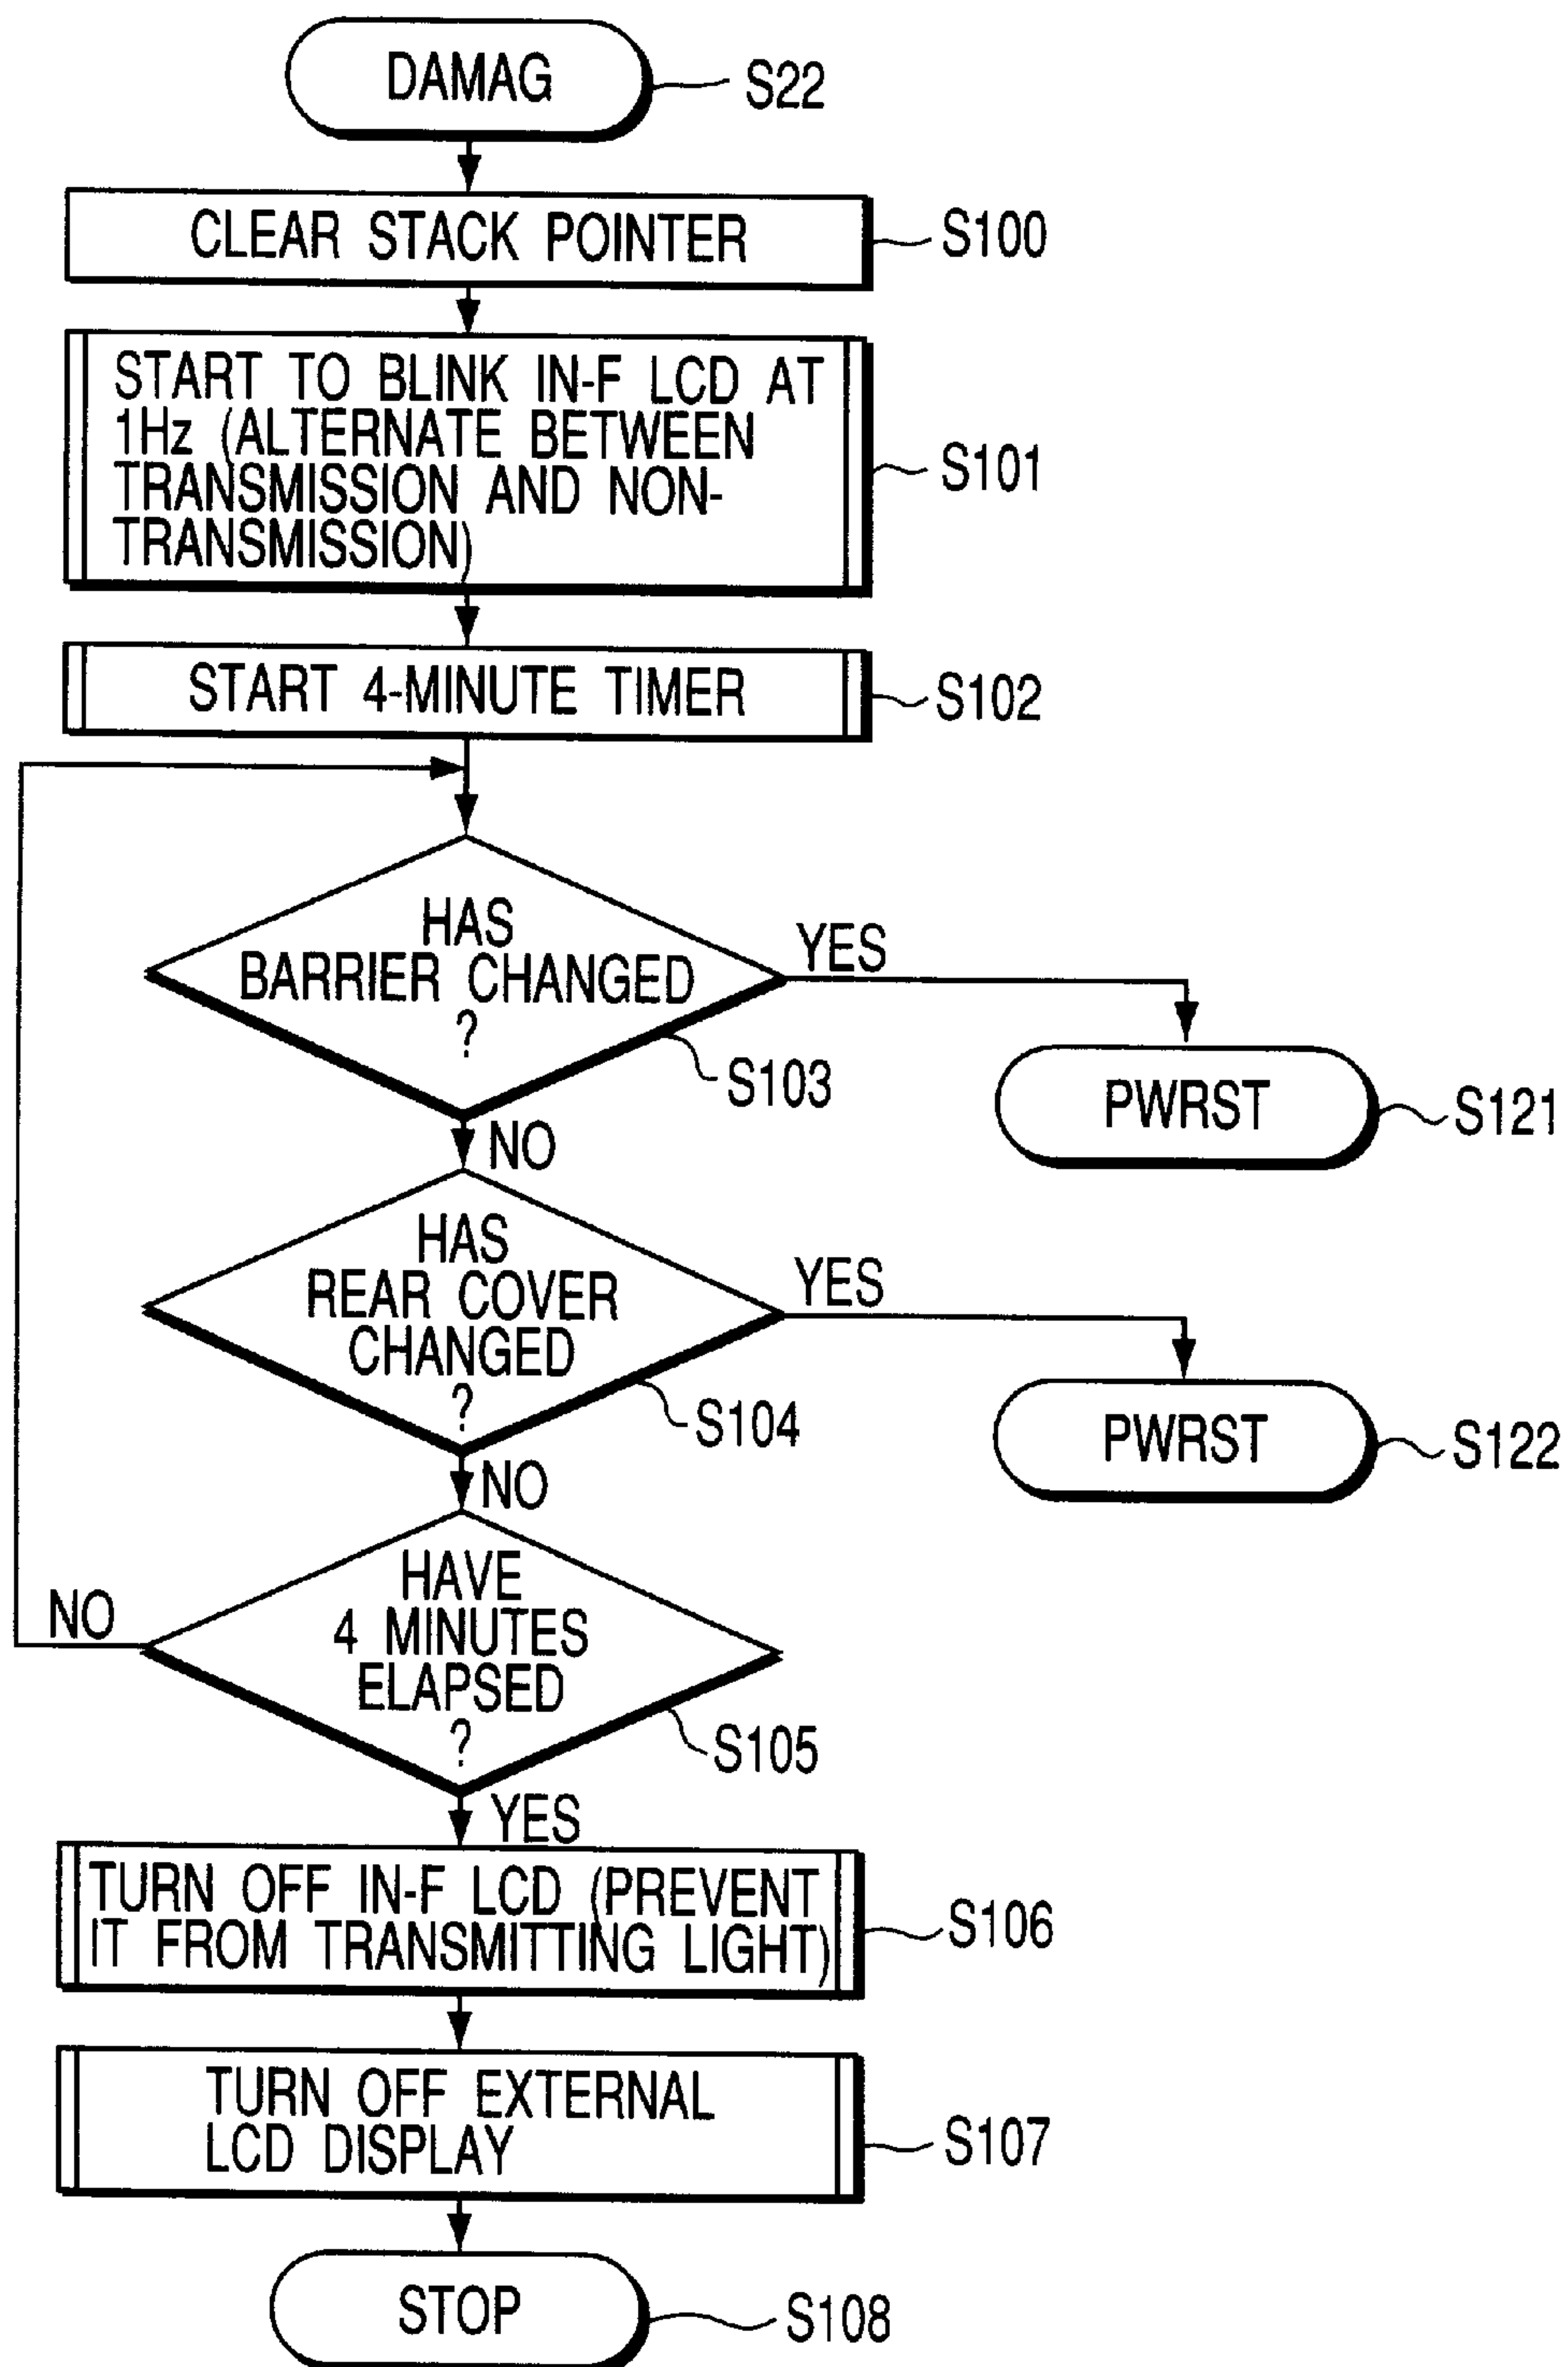 DAMAG
S22
CLEAR STACK POINTER
S100
START TO BLINK IN-F LCD AT
1Hz (ALTERNATE BETWEEN
TRANSMISSION AND NON-
TRANSMISSION)
S101
START 4-MINUTE TIMER
S102
HAS
BARRIER CHANGED
?
YES
S103
PWRST
S121
NO
HAS
REAR COVER
CHANGED
?
YES
S104
PWRST
S122
NO
HAVE
4 MINUTES
ELAPSED
?
NO
S105
YES
TURN OFF IN-F LCD (PREVENT
IT FROM TRANSMITTING LIGHT)
S106
TURN OFF EXTERNAL
LCD DISPLAY
S107
STOP
S108